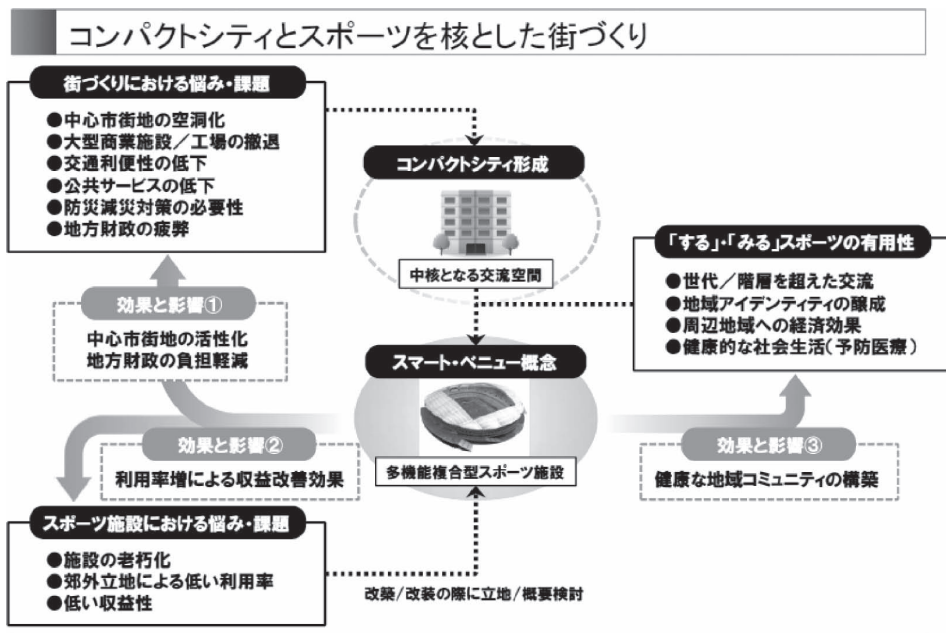 コンパクトシティとスポーツを核とした街づくり
街づくりにおける悩み・課題
●中心市街地の空洞化
●大型商業施設／工場の撤退
●交通利便性の低下
●公共サービスの低下
●防災減災対策の必要性
●地方財政の疲弊
コンパクトシティ形成
中核となる交流空間
「する」・「みる」スポーツの有用性
●世代／階層を超えた交流
●地域アイデンティティの醸成
●周辺地域への経済効果
●健康的な社会生活（予防医療）
効果と影響①
中心市街地の活性化
地方財政の負担軽減
スマート・ベニュー概念
多機能複合型スポーツ施設
効果と影響②
利用率増による収益改善効果
効果と影響③
健康な地域コミュニティの構築
スポーツ施設における悩み・課題
●施設の老朽化
●郊外立地による低い利用率
●低い収益性
改築/改装の際に立地/概要検討